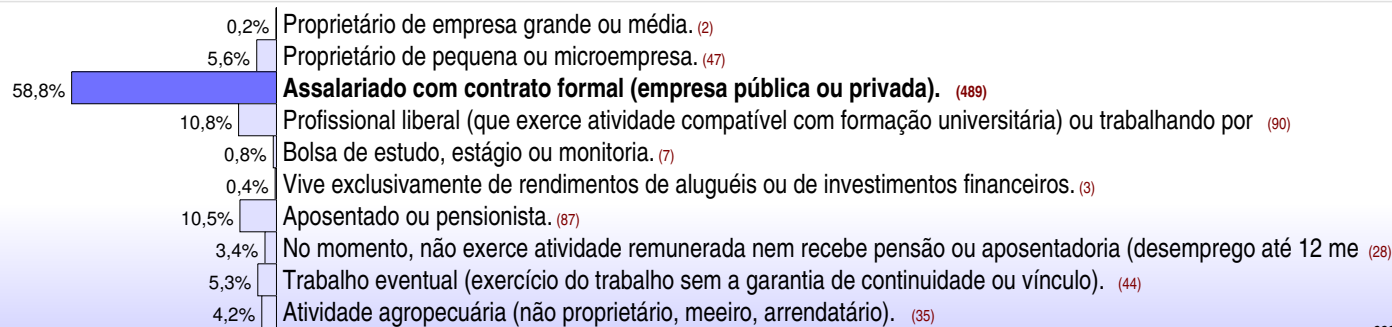 0,2% Proprietário de empresa grande ou média. (2)
5,6% Proprietário de pequena ou microempresa. (47)
58,8% Assalariado com contrato formal (empresa pública ou privada). (489)
10,8% Profissional liberal (que exerce atividade compatível com formação universitária) ou trabalhando por (90)
0,8% Bolsa de estudo, estágio ou monitoria. (7)
0,4% Vive exclusivamente de rendimentos de aluguéis ou de investimentos financeiros. (3)
10,5% Aposentado ou pensionista. (87)
3,4% No momento, não exerce atividade remunerada nem recebe pensão ou aposentadoria (desemprego até 12 me (28)
5,3% Trabalho eventual (exercício do trabalho sem a garantia de continuidade ou vínculo). (44)
4,2% Atividade agropecuária (não proprietário, meeiro, arrendatário). (35)